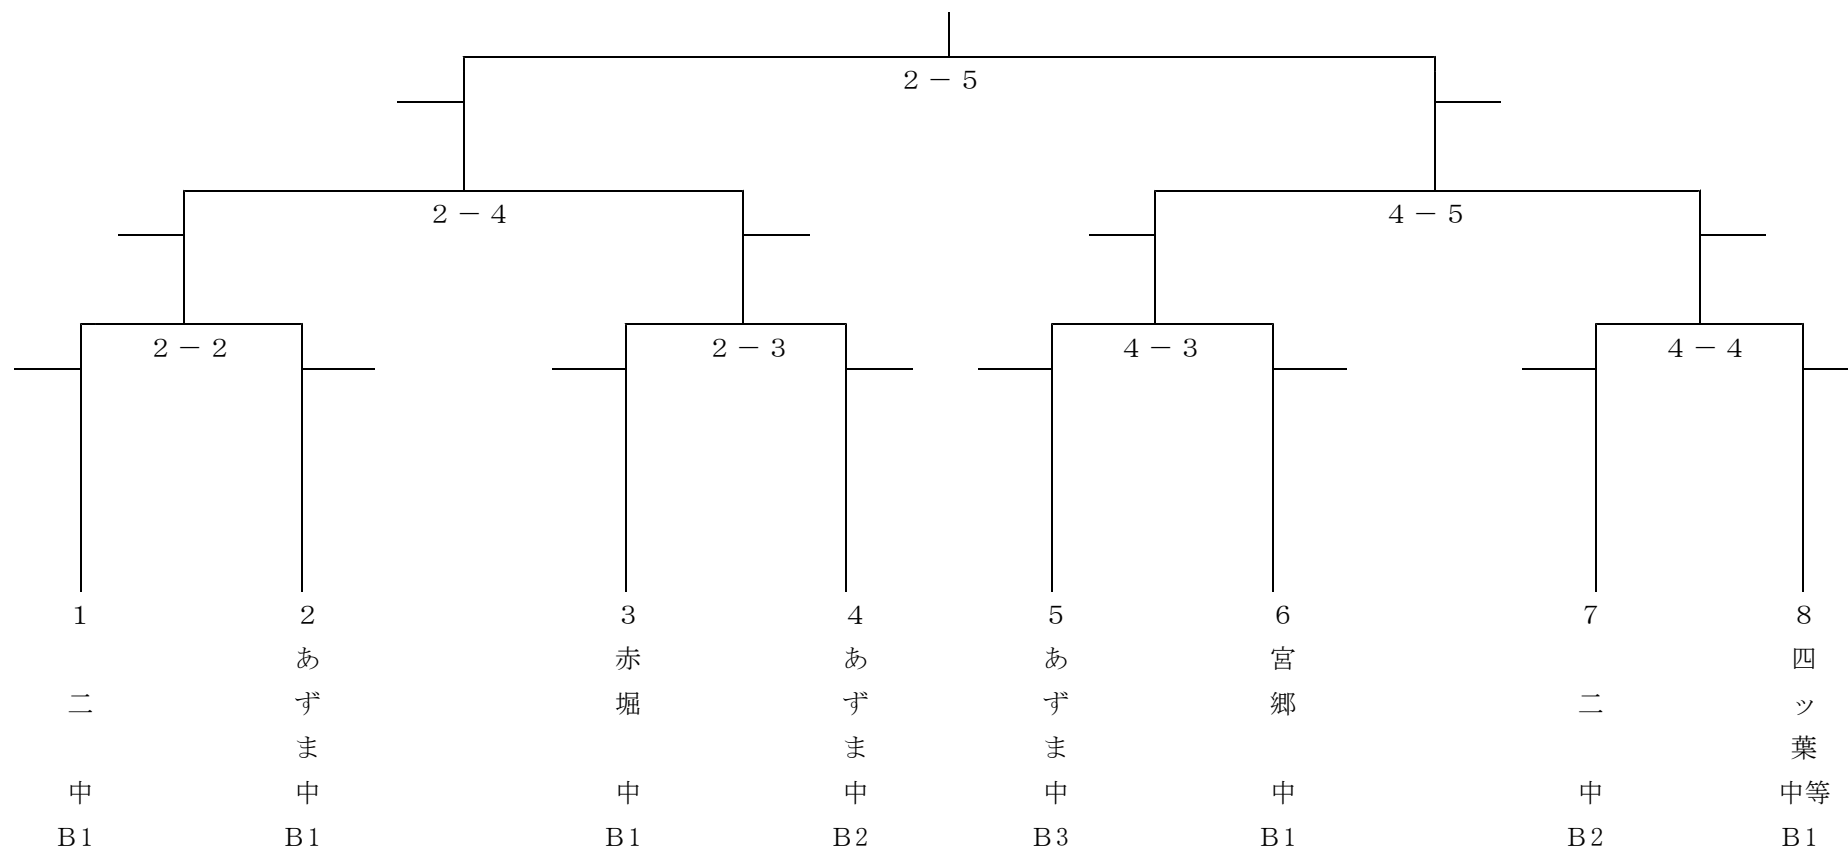 ２－５
２－４
４－５
２－２
２－３
４－３
４－４
１
二中
B1
２
あずま中
B1
３
赤堀中
B1
４
あずま中
B2
５
あずま中
B3
６
宮郷中
B1
７
二中
B2
８
四ッ葉中等
B1